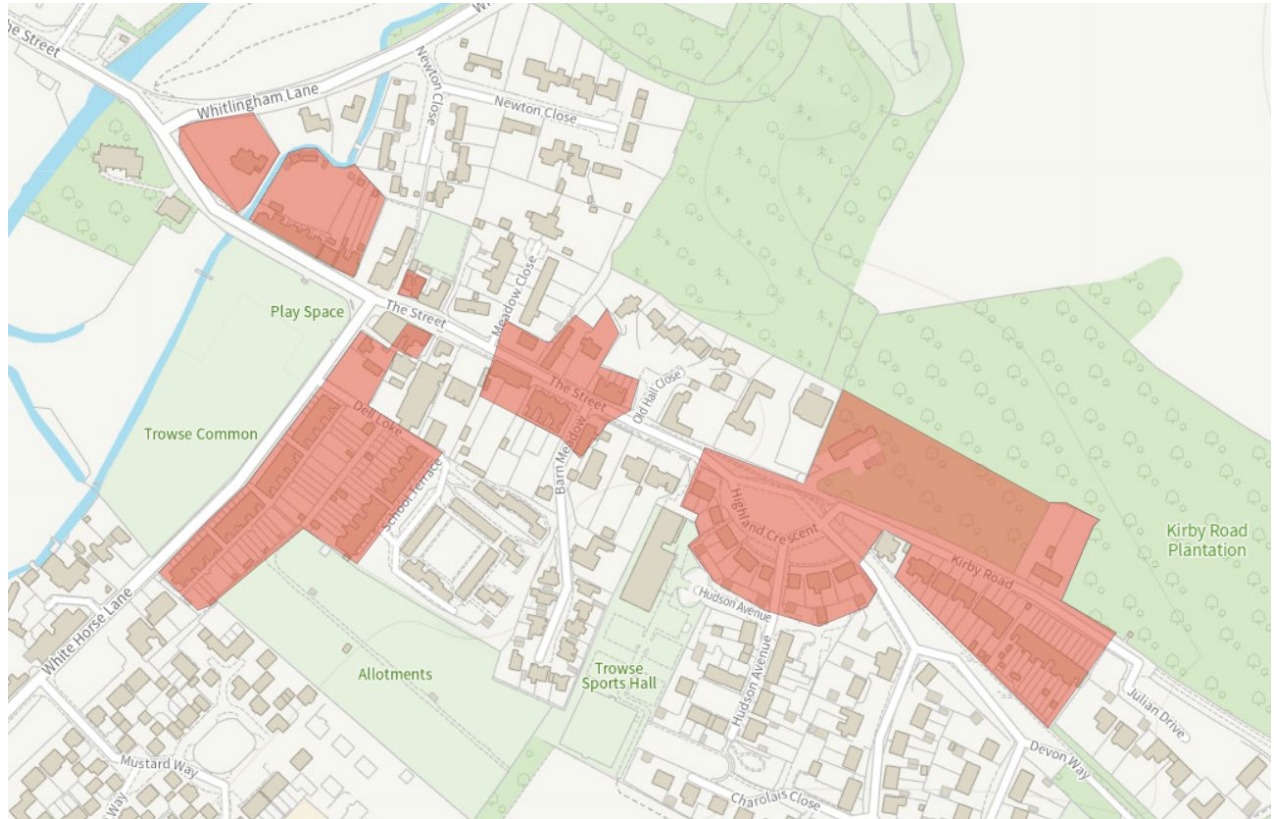 The Street
Whitlingham Lane
Newton Close
Newton Close
Play Space
The Street
Meadow Close
Trowse Common
Dell Loke
The Street
Old Hall Close
Barn Meadow
School Terrace
Highland Crescent
Kirby Road
Kirby Road
Plantation
White Horse Lane
Hudson Avenue
Allotments
Trowse
Sports Hall
Hudson Avenue
Julian Drive
Mustard Way
Devon Way
Charolais Close
Way